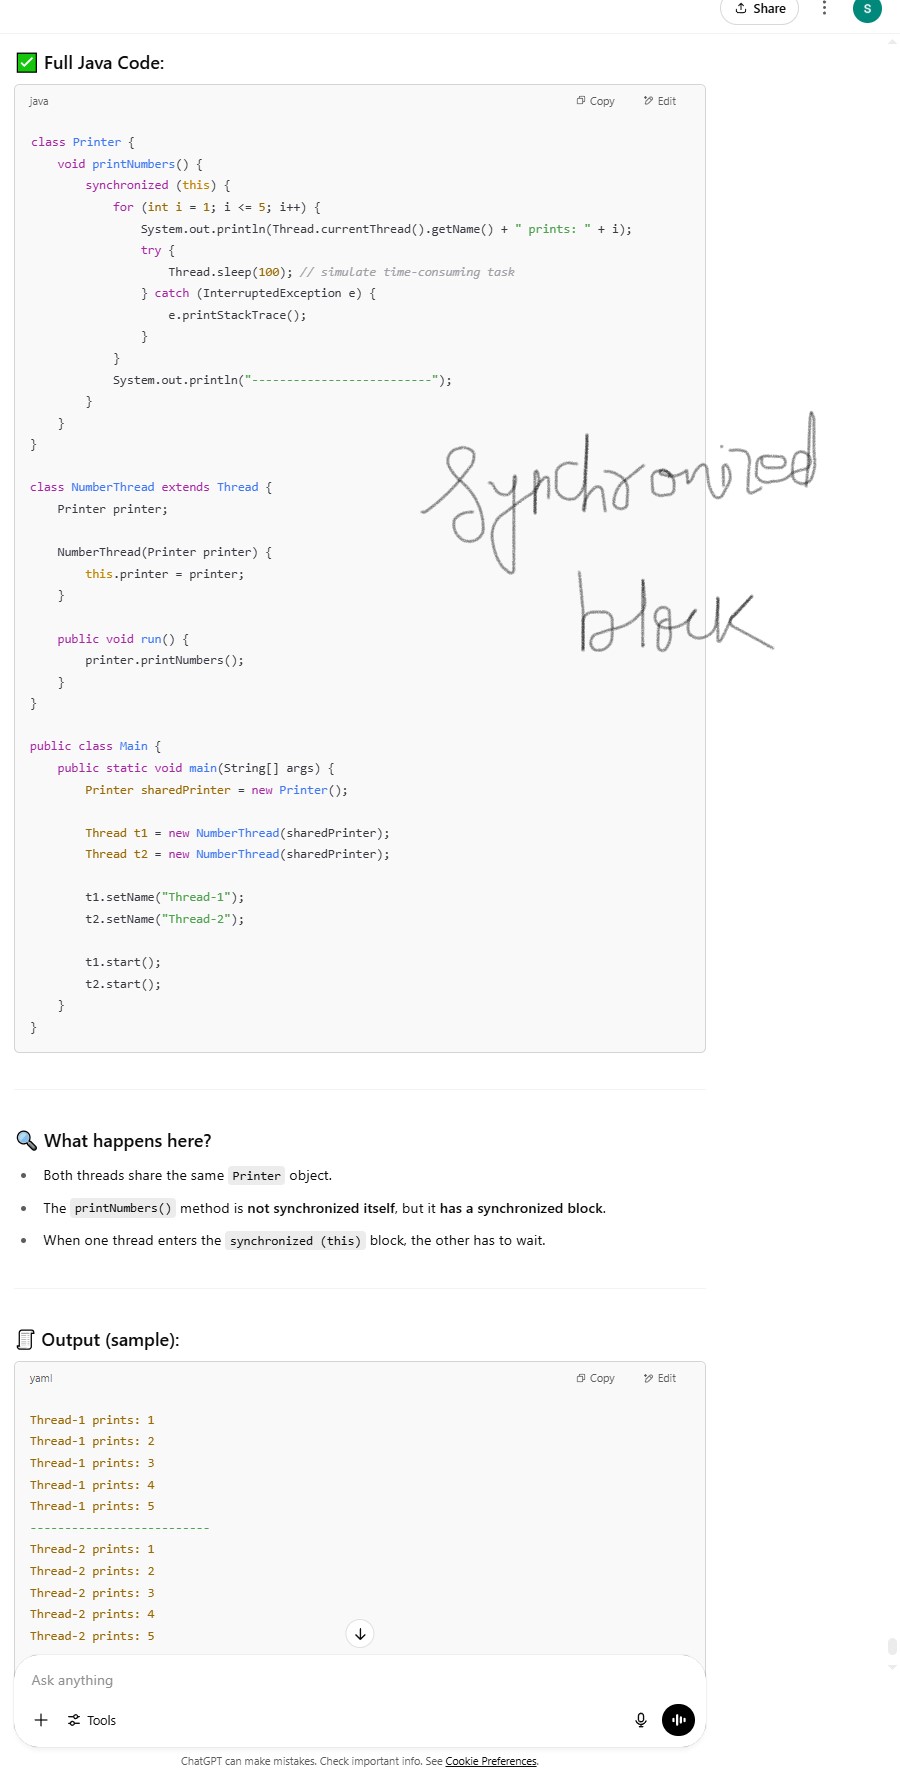 Share
S
✅ Full Java Code:
java
Copy
Edit
class Printer {
    void printNumbers() {
        synchronized (this) {
            for (int i = 1; i <= 5; i++) {
                System.out.println(Thread.currentThread().getName() + " prints: " + i);
                try {
                    Thread.sleep(100); // simulate time-consuming task
                } catch (InterruptedException e) {
                    e.printStackTrace();
                }
            }
            System.out.println("--------------------------");
        }
    }
}
class NumberThread extends Thread {
    Printer printer;
    NumberThread(Printer printer) {
        this.printer = printer;
    }
    public void run() {
        printer.printNumbers();
    }
}
Synchronized
block
public class Main {
    public static void main(String[] args) {
        Printer sharedPrinter = new Printer();
        Thread t1 = new NumberThread(sharedPrinter);
        Thread t2 = new NumberThread(sharedPrinter);
        t1.setName("Thread-1");
        t2.setName("Thread-2");
        t1.start();
        t2.start();
    }
}
🔍 What happens here?
• Both threads share the same Printer object.
• The printNumbers() method is not synchronized itself, but it has a synchronized block.
• When one thread enters the synchronized (this) block, the other has to wait.
Output (sample):
yaml
Copy
Edit
Thread-1 prints: 1
Thread-1 prints: 2
Thread-1 prints: 3
Thread-1 prints: 4
Thread-1 prints: 5
--------------------------
Thread-2 prints: 1
Thread-2 prints: 2
Thread-2 prints: 3
Thread-2 prints: 4
Thread-2 prints: 5
Ask anything
Tools
ChatGPT can make mistakes. Check important info. See Cookie Preferences.